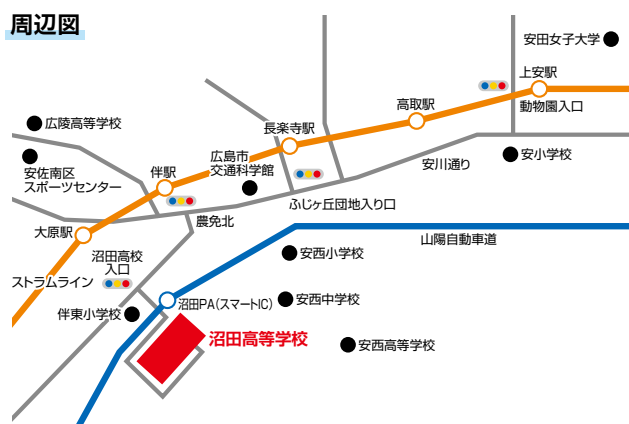 周辺図
安田女子大学
上安駅
動物園入口
高取駅
広陵高等学校
長楽寺駅
広島市
交通科学館
安小学校
安佐南区
スポーツセンター
伴駅
安川通り
ふじヶ丘団地入り口
農免北
大原駅
山陽自動車道
沼田高校
入口
安西小学校
ストラムライン
沼田PA(スマートIC)
安西中学校
伴東小学校
沼田高等学校
安西高等学校